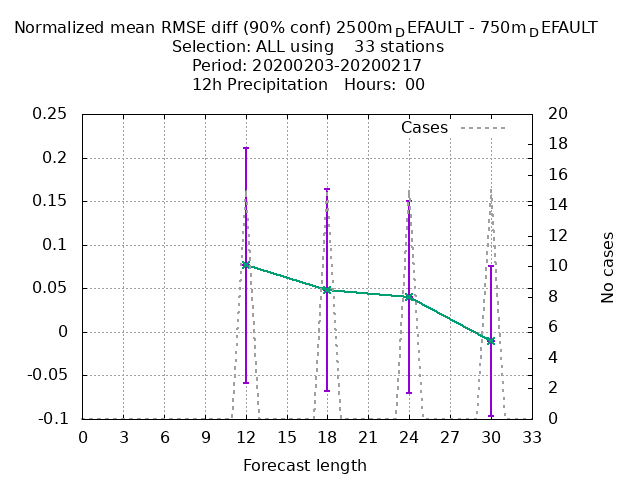 Normalized mean RMSE diff (90% conf) 2500mDEFAULT - 750mDEFAULT
Selection: ALL using    33 stations
Period: 20200203-20200217
12h Precipitation   Hours:  00
Cases
0.25
0.2
0.15
0.1
0.05
0
-0.05
-0.1
20
18
16
14
12
10
8
6
4
2
0
No cases
0 3 6 9 12 15 18 21 24 27 30 33
Forecast length